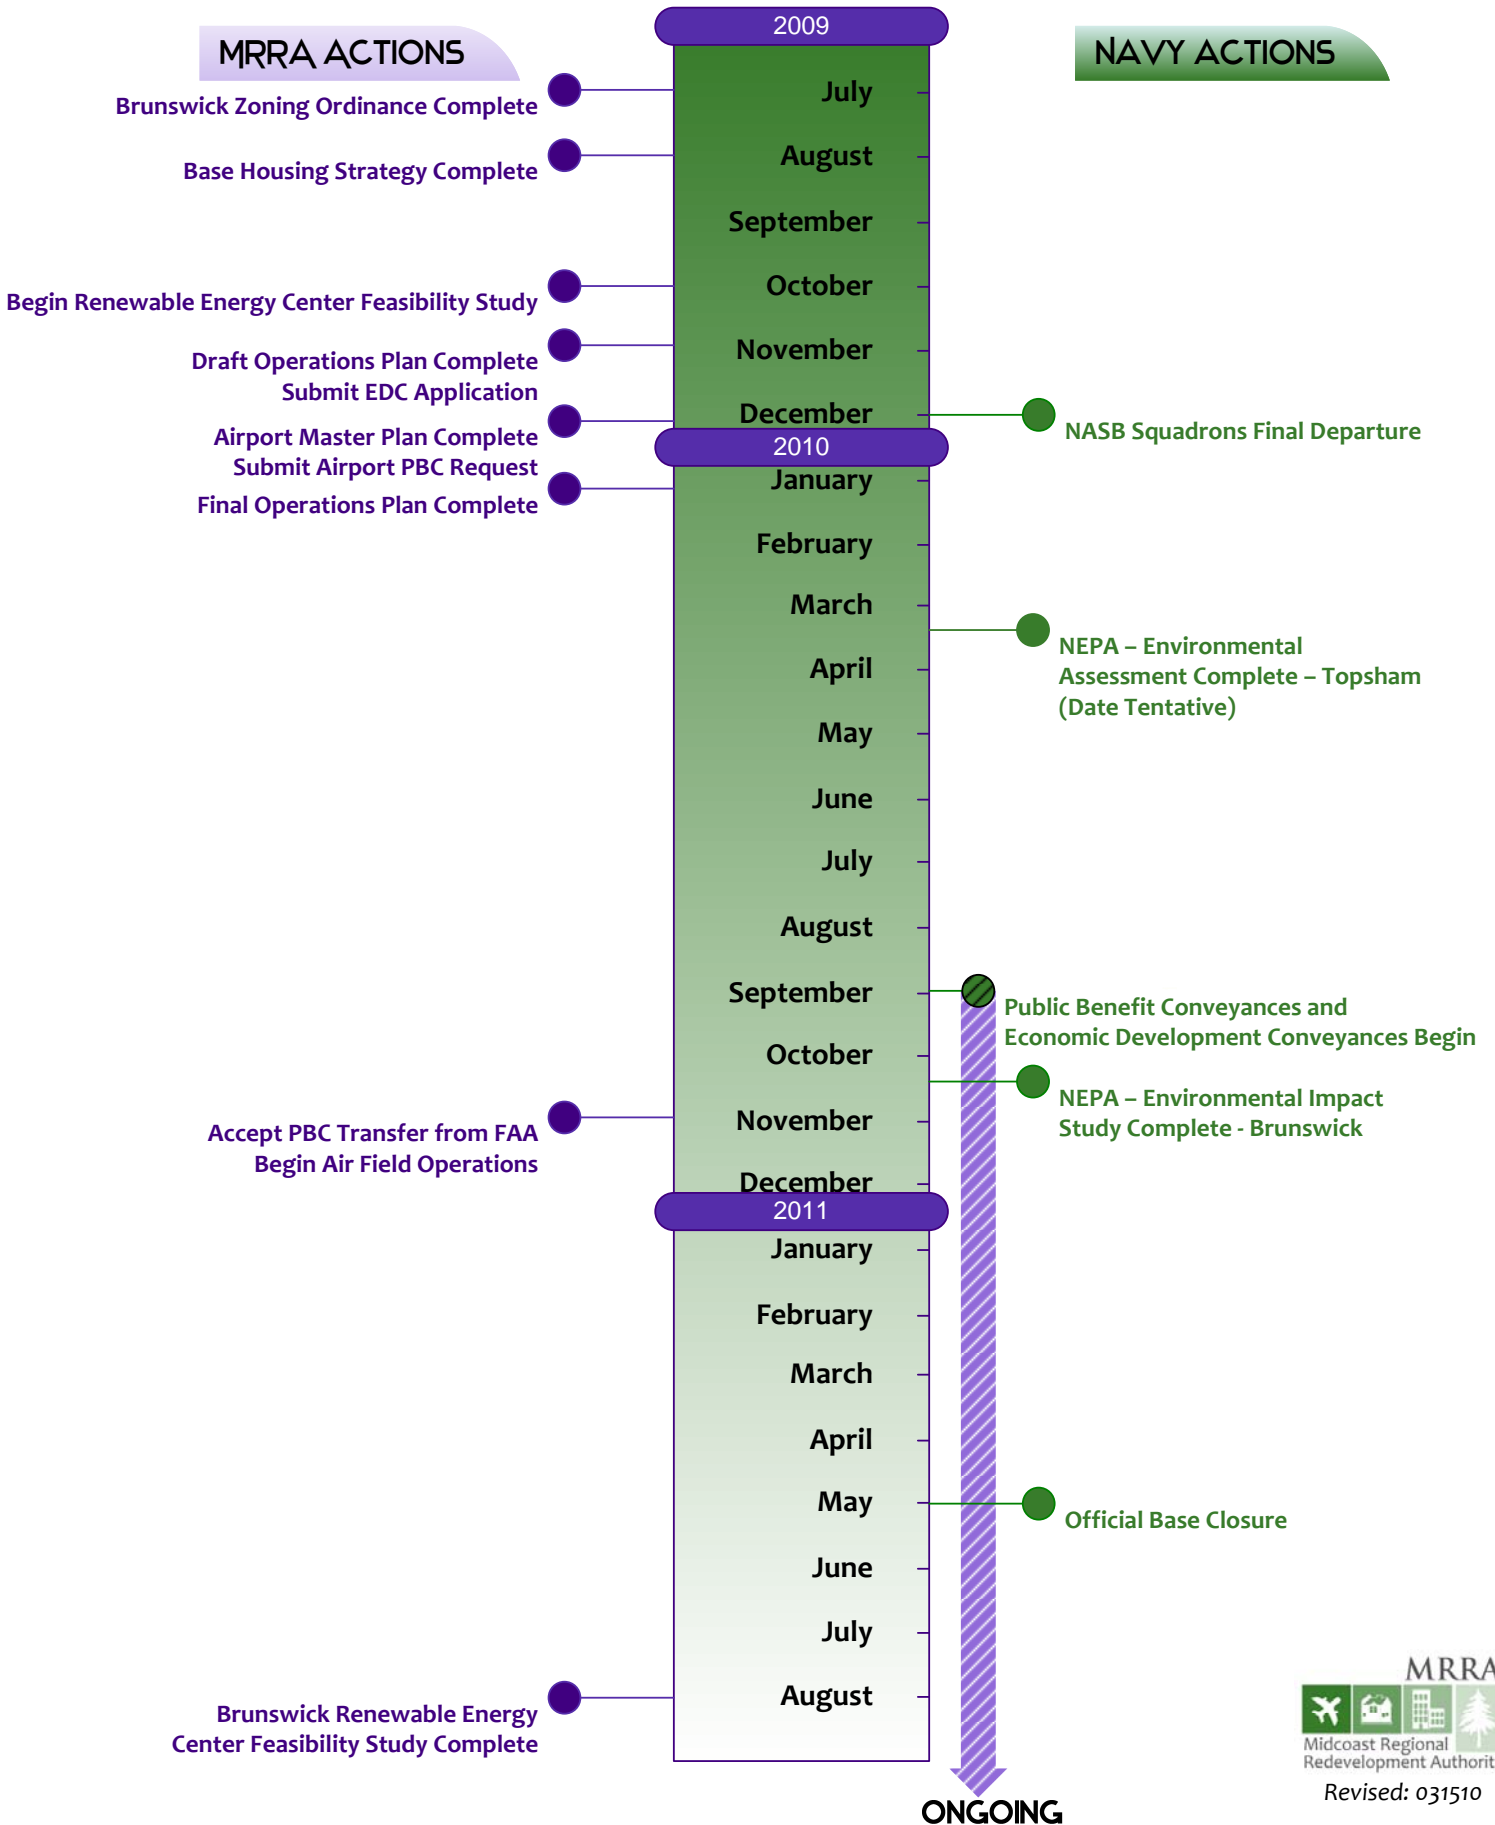 2009
MRRA ACTIONS
NAVY ACTIONS
July
Brunswick Zoning Ordinance Complete
August
Base Housing Strategy Complete
September
October
Begin Renewable Energy Center Feasibility Study
November
Draft Operations Plan Complete
Submit EDC Application
December
Airport Master Plan Complete
Submit Airport PBC Request
NASB Squadrons Final Departure
2010
January
Final Operations Plan Complete
February
March
NEPA – Environmental
Assessment Complete – Topsham
(Date Tentative)
April
May
June
July
August
September
Public Benefit Conveyances and
Economic Development Conveyances Begin
October
NEPA – Environmental Impact
Study Complete - Brunswick
November
Accept PBC Transfer from FAA
Begin Air Field Operations
December
2011
January
February
March
April
May
Official Base Closure
June
July
August
Brunswick Renewable Energy
Center Feasibility Study Complete
ONGOING
MRRA
Midcoast Regional
Redevelopment Authorit
Revised: 031510